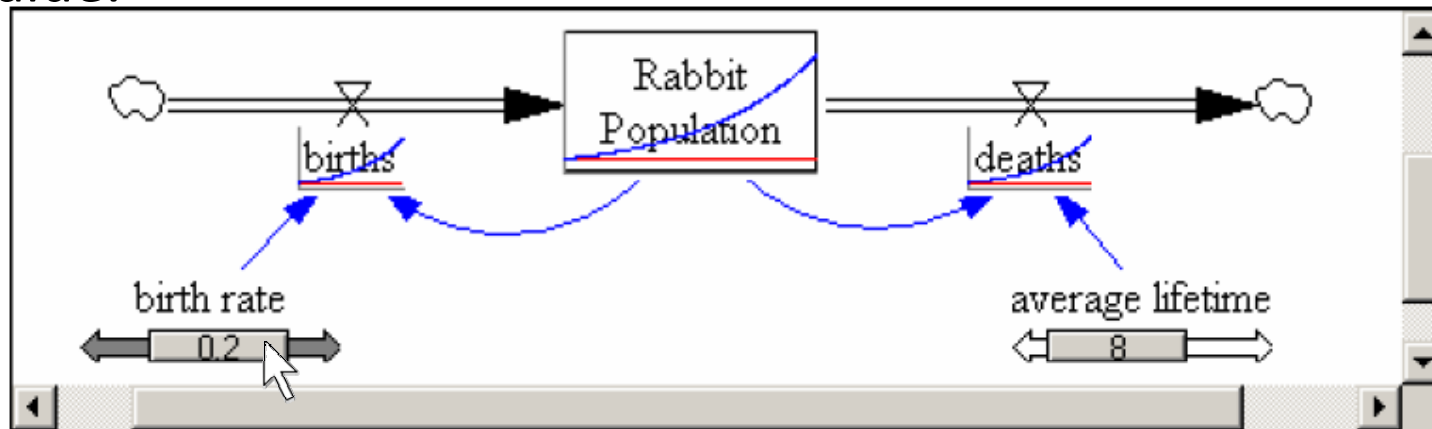 Rabbit
Population
births
deaths
birth rate
average lifetime
0.2
8